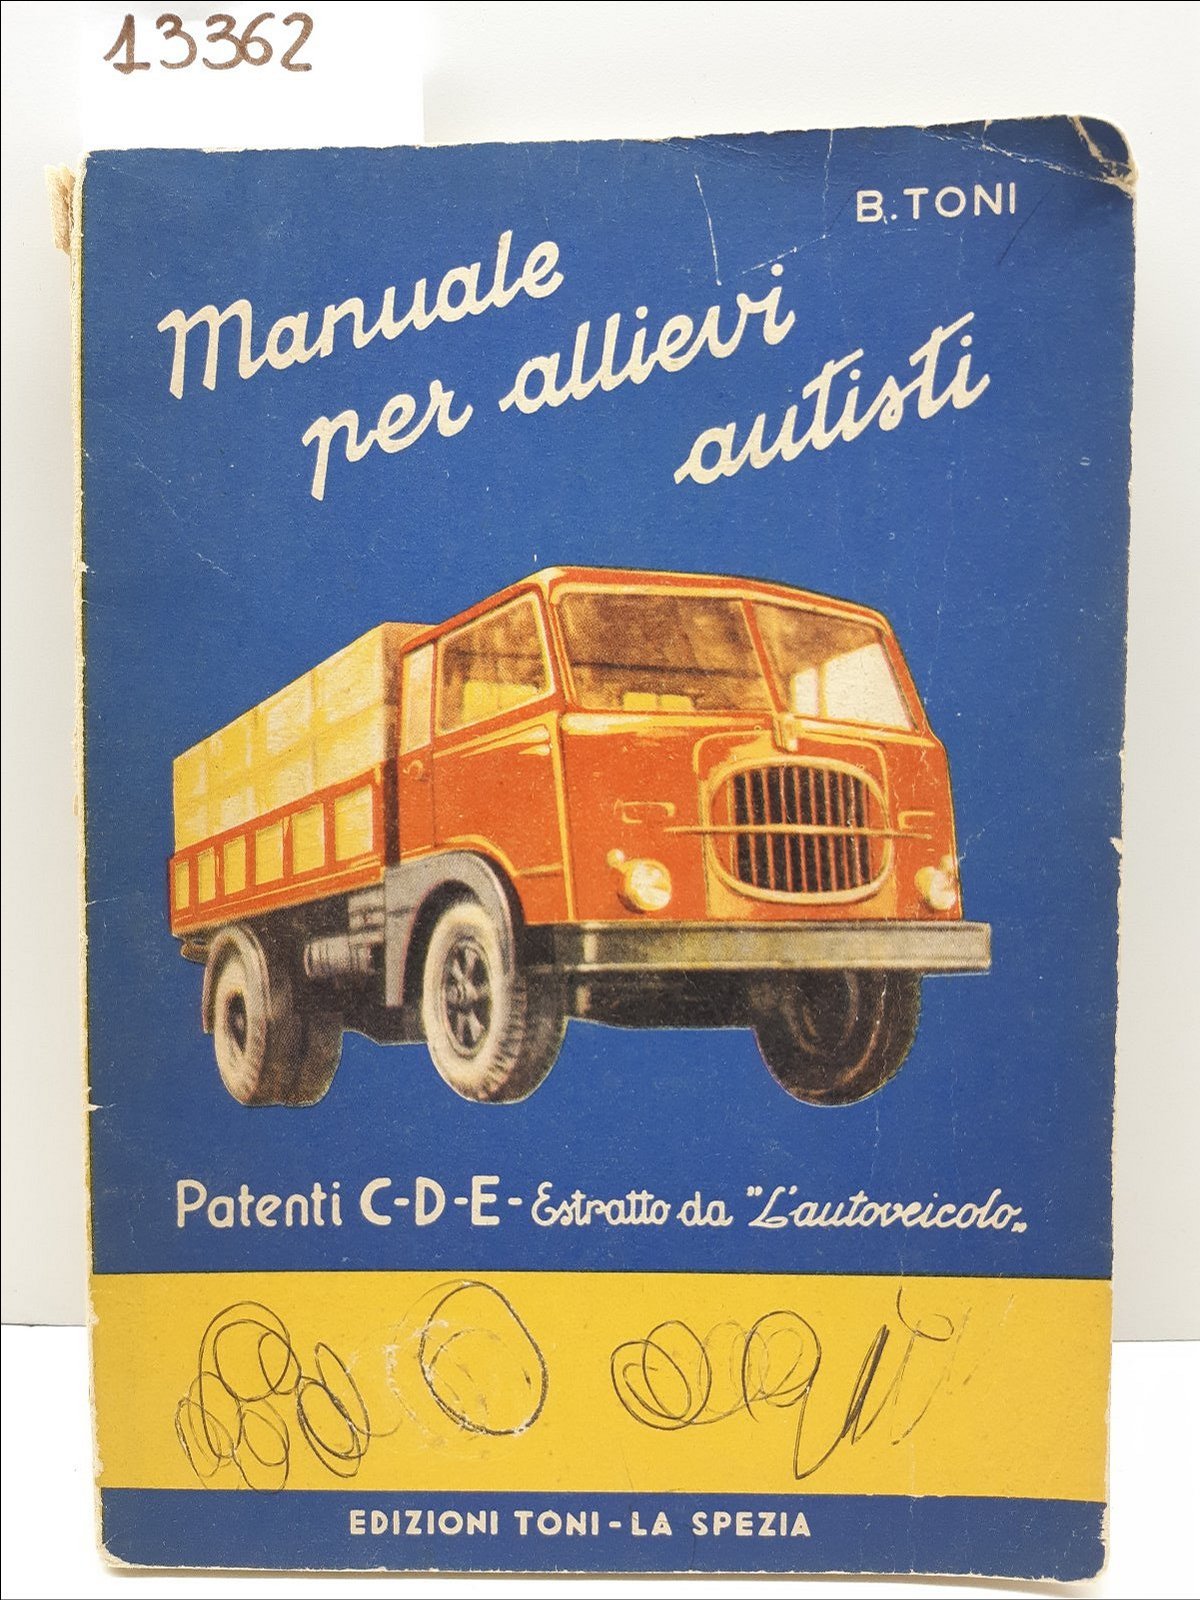 13362
B. TONI
Manuale
per allievi
autisti
Patenti C-D-E- Estratto da "L'autoveicolo„
EDIZIONI TONI - LA SPEZIA